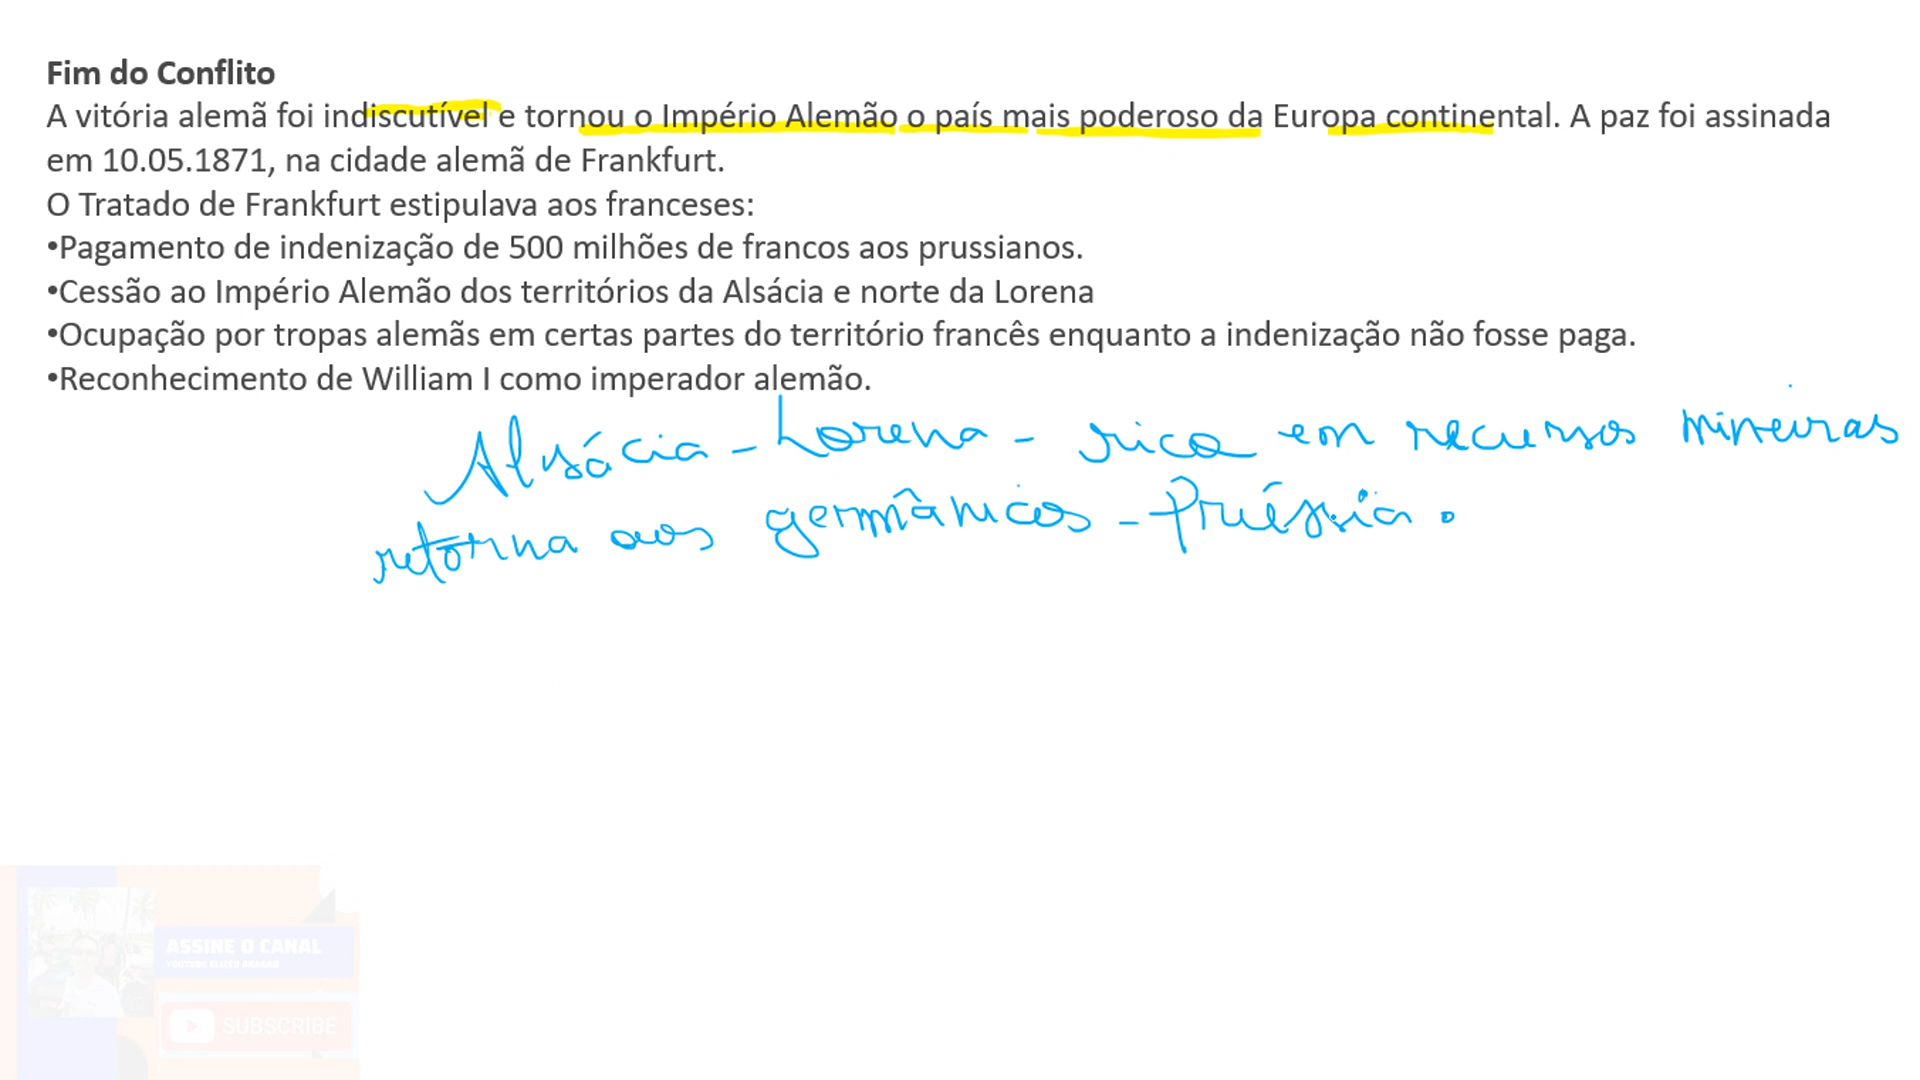 Fim do Conflito
A vitória alemã foi indiscutível e tornou o Império Alemão o país mais poderoso da Europa continental. A paz foi assinada
em 10.05.1871, na cidade alemã de Frankfurt.
O Tratado de Frankfurt estipulava aos franceses:
•Pagamento de indenização de 500 milhões de francos aos prussianos.
•Cessão ao Império Alemão dos territórios da Alsácia e norte da Lorena
•Ocupação por tropas alemãs em certas partes do território francês enquanto a indenização não fosse paga.
•Reconhecimento de William I como imperador alemão.
Alsácia - Lorena - rica em recursos mineiras
retorna aos germânicos - Prússia.
ASSINE O CANAL
SUBSCRIBE